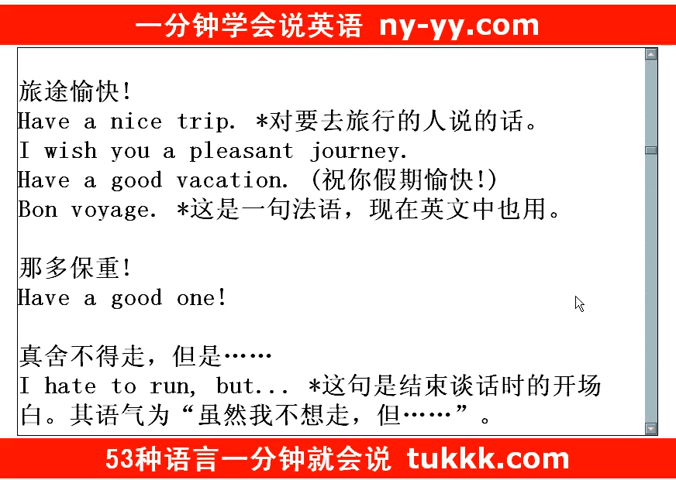 一分钟学会说英语 ny-yy.com
旅途愉快！
Have a nice trip. *对要去旅行的人说的话。
I wish you a pleasant journey.
Have a good vacation. (祝你假期愉快！)
Bon voyage. *这是一句法语，现在英文中也用。
那多保重！
Have a good one!
真舍不得走，但是……
I hate to run, but... *这句是结束谈话时的开场
白。其语气为“虽然我不想走，但……”。
53种语言一分钟就会说 tukkk.com